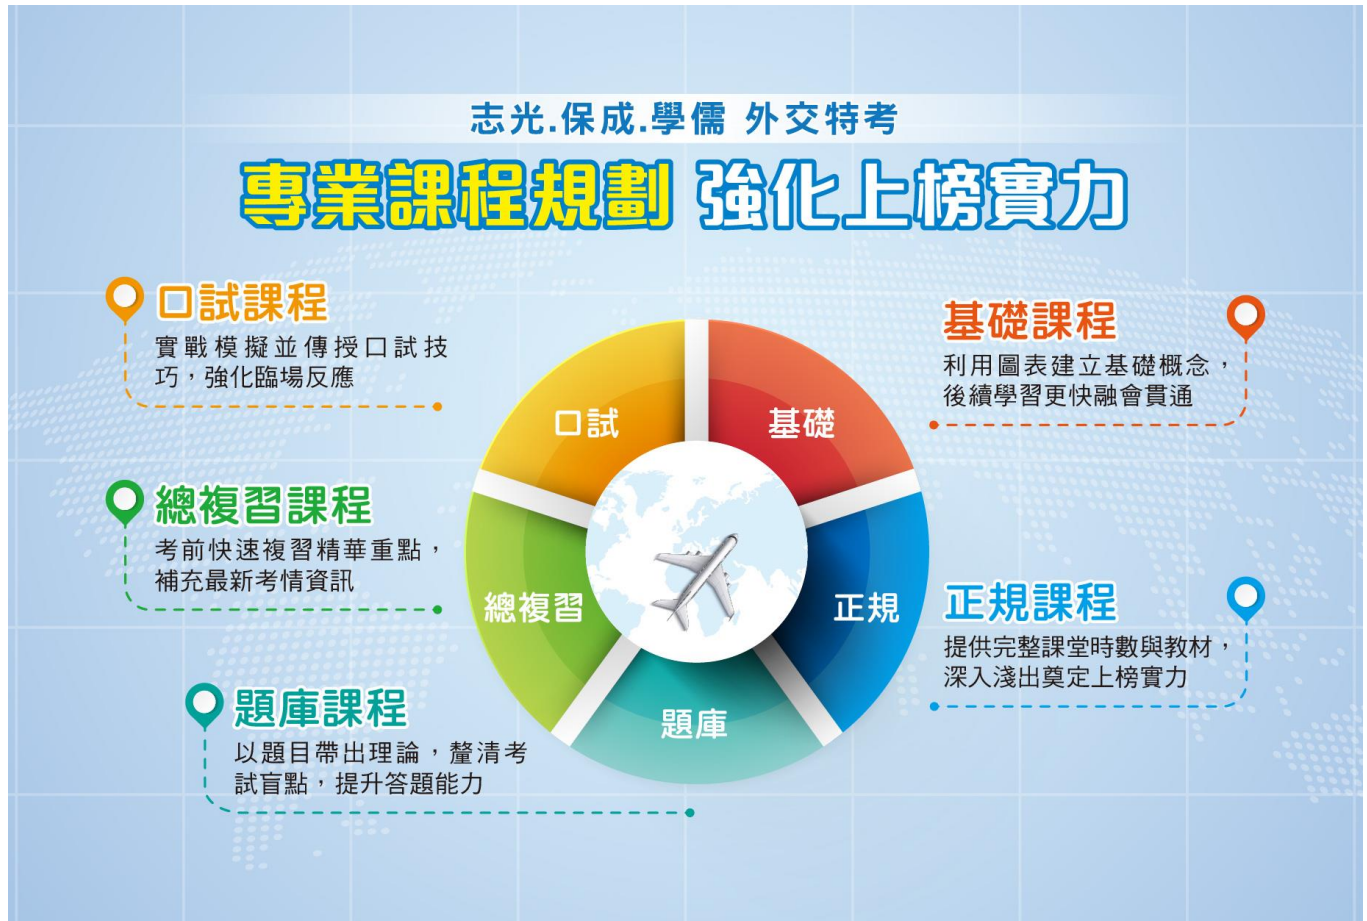 志光.保成.學儒 外交特考
專業課程規劃 強化上榜實力
口試課程
實戰模擬並傳授口試技
巧，強化臨場反應
基礎課程
利用圖表建立基礎概念，
後續學習更快融會貫通
口試
基礎
總複習課程
考前快速複習精華重點，
補充最新考情資訊
總複習
正規
正規課程
提供完整課堂時數與教材，
深入淺出奠定上榜實力
題庫課程
以題目帶出理論，釐清考
試盲點，提升答題能力
題庫